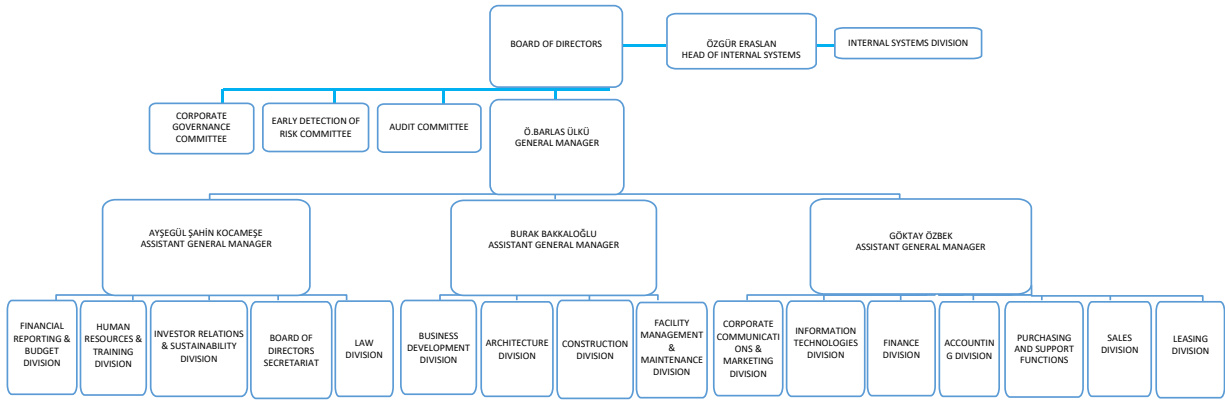 BOARD OF DIRECTORS
ÖZGÜR ERASLAN
HEAD OF INTERNAL SYSTEMS
INTERNAL SYSTEMS DIVISION
CORPORATE
GOVERNANCE
COMMITTEE
EARLY DETECTION OF
RISK COMMITTEE
AUDIT COMMITTEE
Ö.BARLAS ÜLKÜ
GENERAL MANAGER
AYŞEGÜL ŞAHİN KOCAMEŞE
ASSISTANT GENERAL MANAGER
BURAK BAKKALOĞLU
ASSISTANT GENERAL MANAGER
GÖKTAY ÖZBEK
ASSISTANT GENERAL MANAGER
FINANCIAL
REPORTING &
BUDGET
DIVISION
HUMAN
RESOURCES &
TRAINING
DIVISION
INVESTOR RELATIONS
& SUSTAINABILITY
DIVISION
BOARD OF
DIRECTORS
SECRETARIAT
LAW
DIVISION
BUSINESS
DEVELOPMENT
DIVISION
ARCHITECTURE
DIVISION
CONSTRUCTION
DIVISION
FACILITY
MANAGEMENT
&
MAINTENANCE
DIVISION
CORPORATE
COMMUNICATI
ONS &
MARKETING
DIVISION
INFORMATION
TECHNOLOGIES
DIVISION
FINANCE
DIVISION
ACCOUNTIN
G DIVISION
PURCHASING
AND SUPPORT
FUNCTIONS
SALES
DIVISION
LEASING
DIVISION